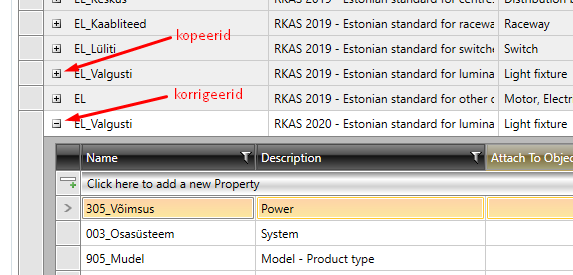 EL_Kaabliteed RKAS 2019 - Estonian standard for racewa Raceway
kopeerid
EL_Lüliti RKAS 2019 - Estonian standard for switche Switch
EL_Valgusti RKAS 2019 - Estonian standard for lumina Light fixture
korrigeerid
EL RKAS 2019 - Estonian standard for other c Motor, Electr
EL_Valgusti RKAS 2020 - Estonian standard for lumina Light fixture
Name Description Attach To Objec
Click here to add a new Property
305_Võimsus Power
003_Osasüsteem System
905_Mudel Model - Product type